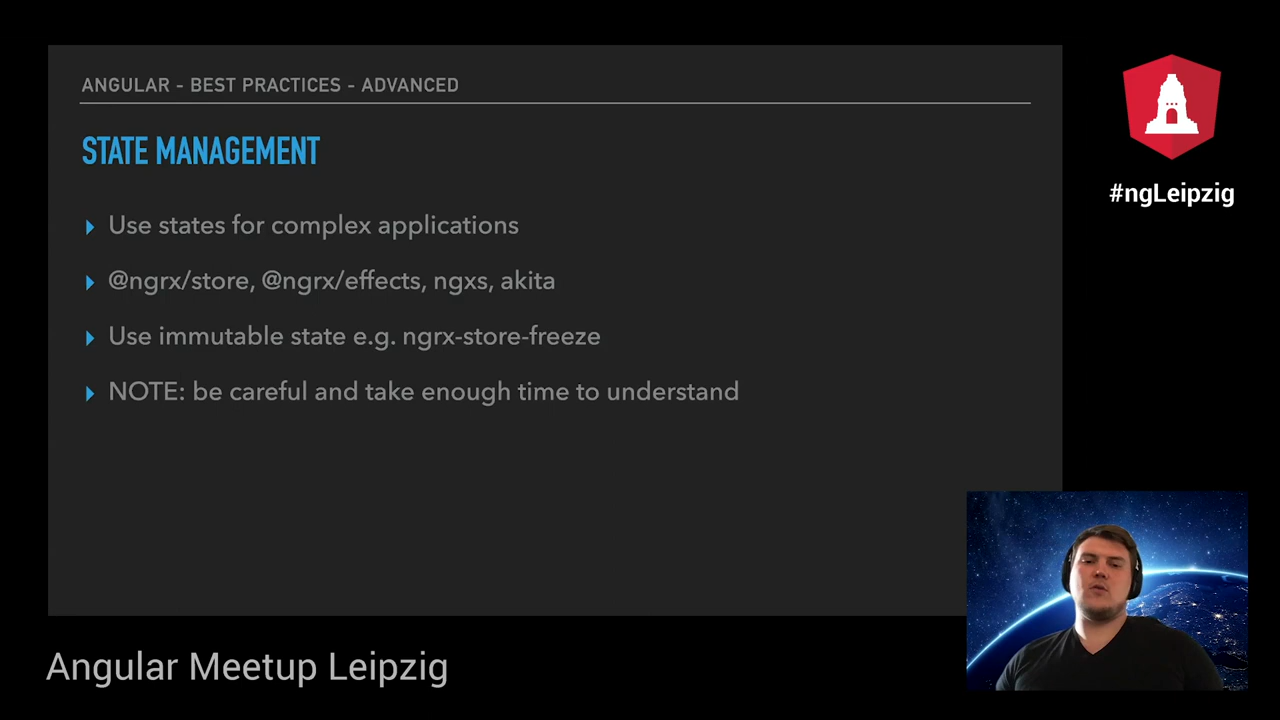 ANGULAR - BEST PRACTICES - ADVANCED
STATE MANAGEMENT
Use states for complex applications
@ngrx/store, @ngrx/effects, ngxs, akita
Use immutable state e.g. ngrx-store-freeze
NOTE: be careful and take enough time to understand
#ngLeipzig
Angular Meetup Leipzig